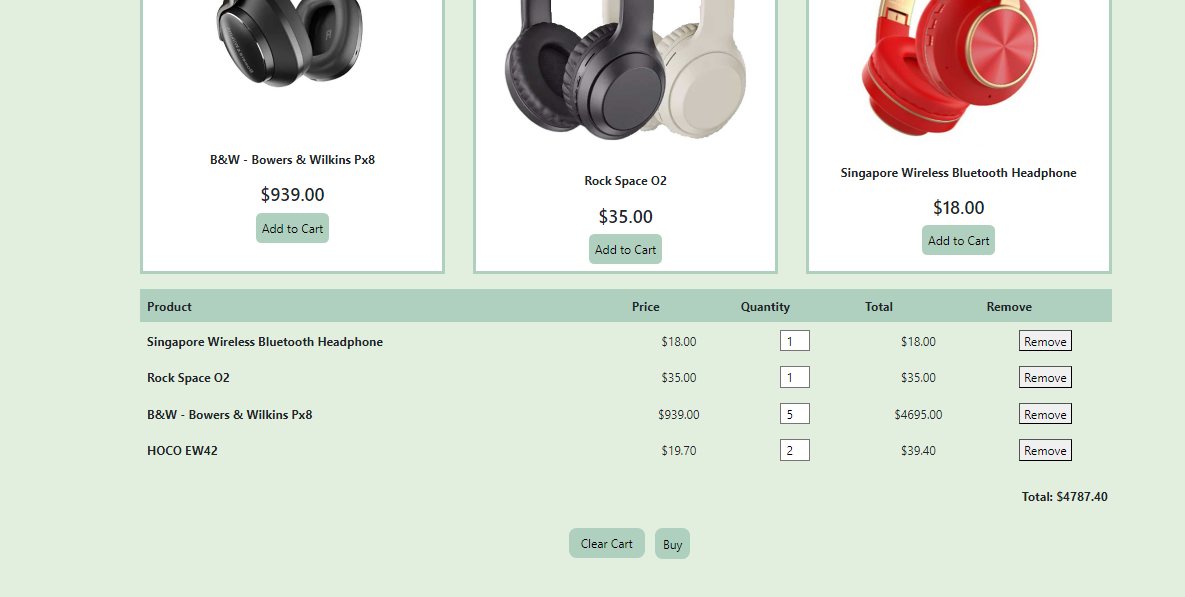 B&W - Bowers & Wilkins Px8
$939.00
Add to Cart
Rock Space O2
$35.00
Add to Cart
Singapore Wireless Bluetooth Headphone
$18.00
Add to Cart
Product Price Quantity Total Remove
Singapore Wireless Bluetooth Headphone $18.00 1 $18.00 Remove
Rock Space O2 $35.00 1 $35.00 Remove
B&W - Bowers & Wilkins Px8 $939.00 5 $4695.00 Remove
HOCO EW42 $19.70 2 $39.40 Remove
Total: $4787.40
Clear Cart Buy